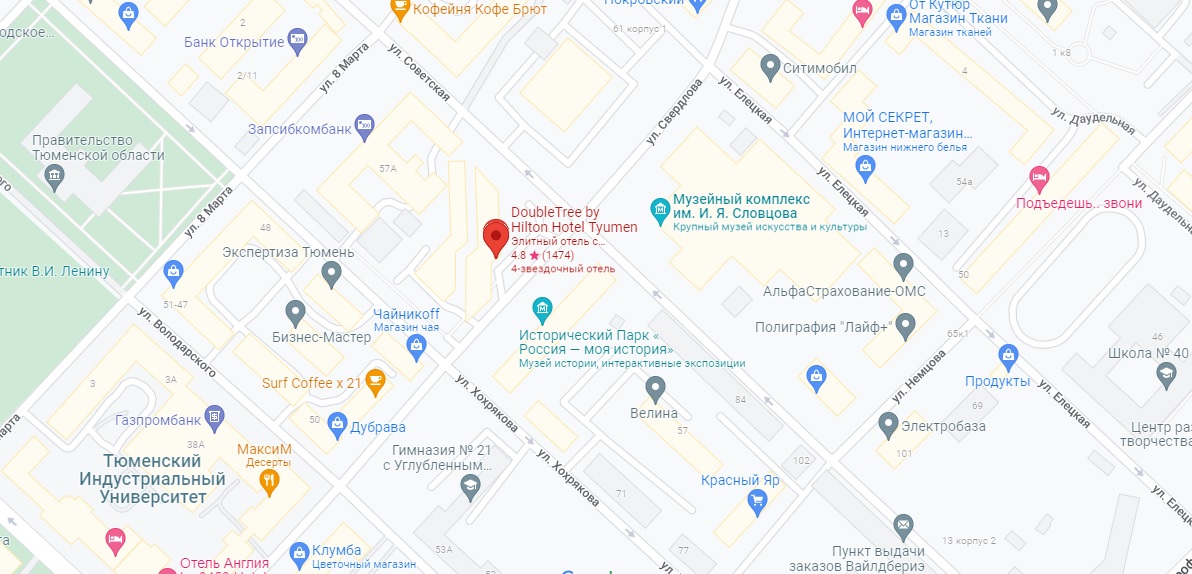 Кофейня Кофе Брют
Покровский
От Кутюр
Магазин Ткани
Магазин тканей
одское...
2
Банк Открытие
61 корпус 1
1 к8
ул. 8 Марта
ул. Советская
Ситимобил
4
2/11
ул. Свердлова
ул. Елецкая
ул. Даудельная
МОЙ СЕКРЕТ,
Интернет-магазин...
Магазин нижнего белья
Запсибкомбанк
Правительство
Тюменской области
57А
ул. Елецкая
54а
ул. Даудельная
Подъедешь.. звони
ул. 8 Марта
Музейный комплекс
им. И. Я. Словцова
Крупный музей искусства и культуры
DoubleTree by
Hilton Hotel Tyumen
Элитный отель с...
4.8 ★ (1474)
4-звездочный отель
48
13
50
Экспертиза Тюмень
тник В.И. Ленину
АльфаСтрахование-ОМС
51-47
Чайникoff
Магазин чая
Бизнес-Мастер
ул. Володарского
Исторический Парк «
Россия — моя история»
Музей истории, интерактивные экспозиции
Полиграфия "Лайф+"
65к1
46
Школа № 40
ул. Немцова
Продукты
3
3А
Surf Coffee x 21
ул. Хохрякова
Велина
84
69
ул. Елецкая
Газпромбанк
50
Дубрава
57
Электробаза
Центр раз
творчества
38А
МаксиМ
Десерты
Гимназия № 21
с Углубленным...
101
102
Тюменский
Индустриальный
Университет
ул. Хохрякова
71
Красный Яр
ул. Елецк
53А
77
13 корпус 2
Клумба
Цветочный магазин
Отель Англия
Пункт выдачи
заказов Вайлдбериз